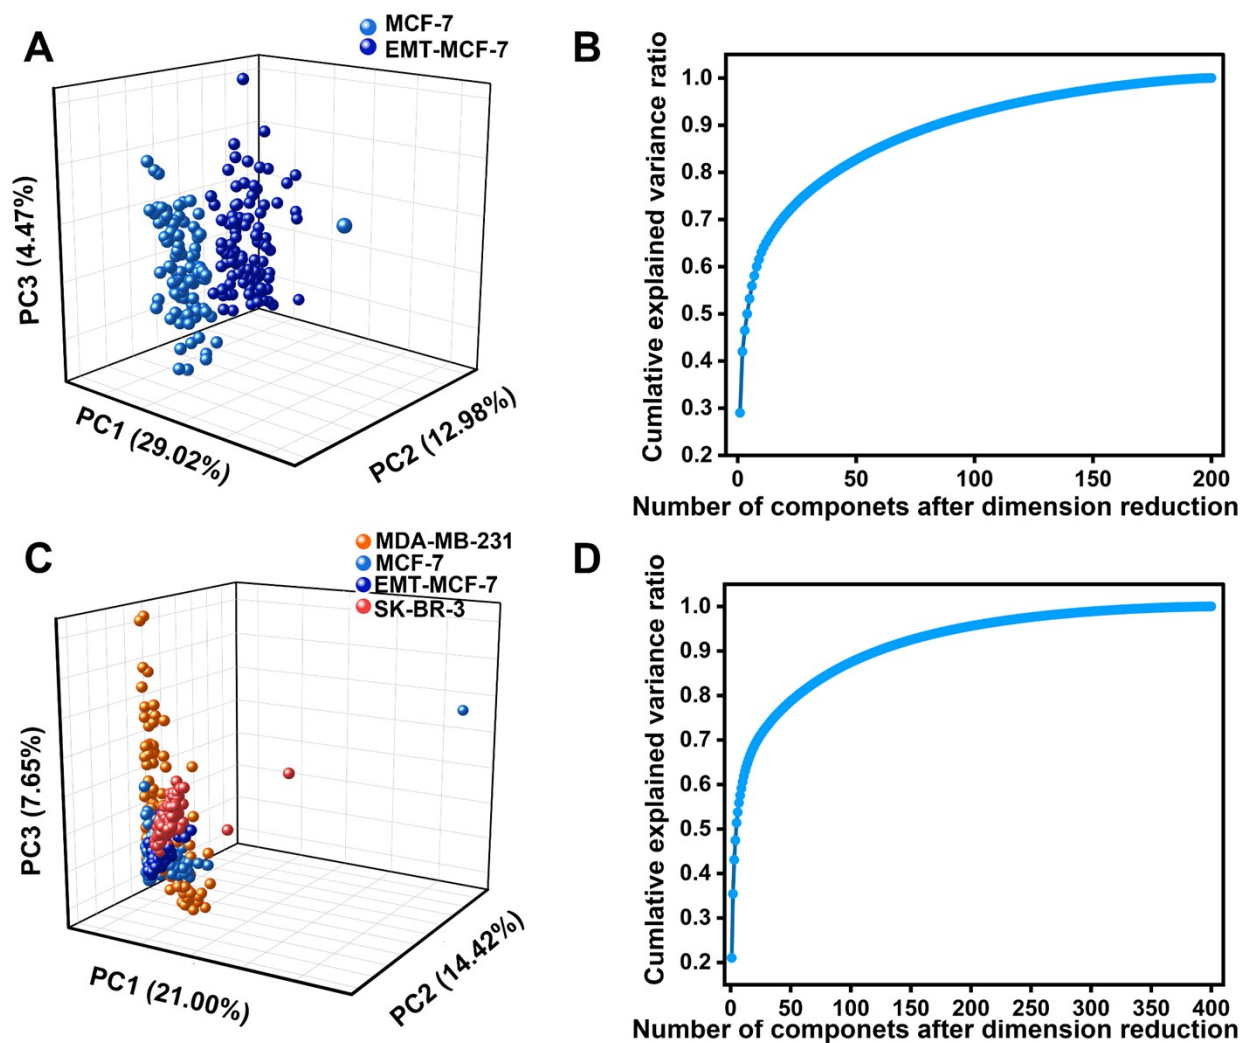 A
MCF-7
EMT-MCF-7
PC3 (4.47%)
PC1 (29.02%)
PC2 (12.98%)
B
Cumlative explained variance ratio
1.0
0.9
0.8
0.7
0.6
0.5
0.4
0.3
0.2
0
50
100
150
200
Number of componets after dimension reduction
C
MDA-MB-231
MCF-7
EMT-MCF-7
SK-BR-3
PC3 (7.65%)
PC1 (21.00%)
PC2 (14.42%)
D
Cumlative explained variance ratio
1.0
0.9
0.8
0.7
0.6
0.5
0.4
0.3
0.2
0
50
100
150
200
250
300
350
400
Number of componets after dimension reduction